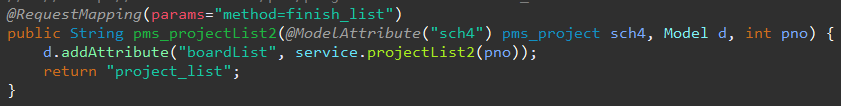 @RequestMapping(params="method=finish_list")
public String pms_projectList2(@ModelAttribute("sch4") pms_project sch4, Model d, int pno) {
    d.addAttribute("boardList", service.projectList2(pno));
    return "project_list";
}